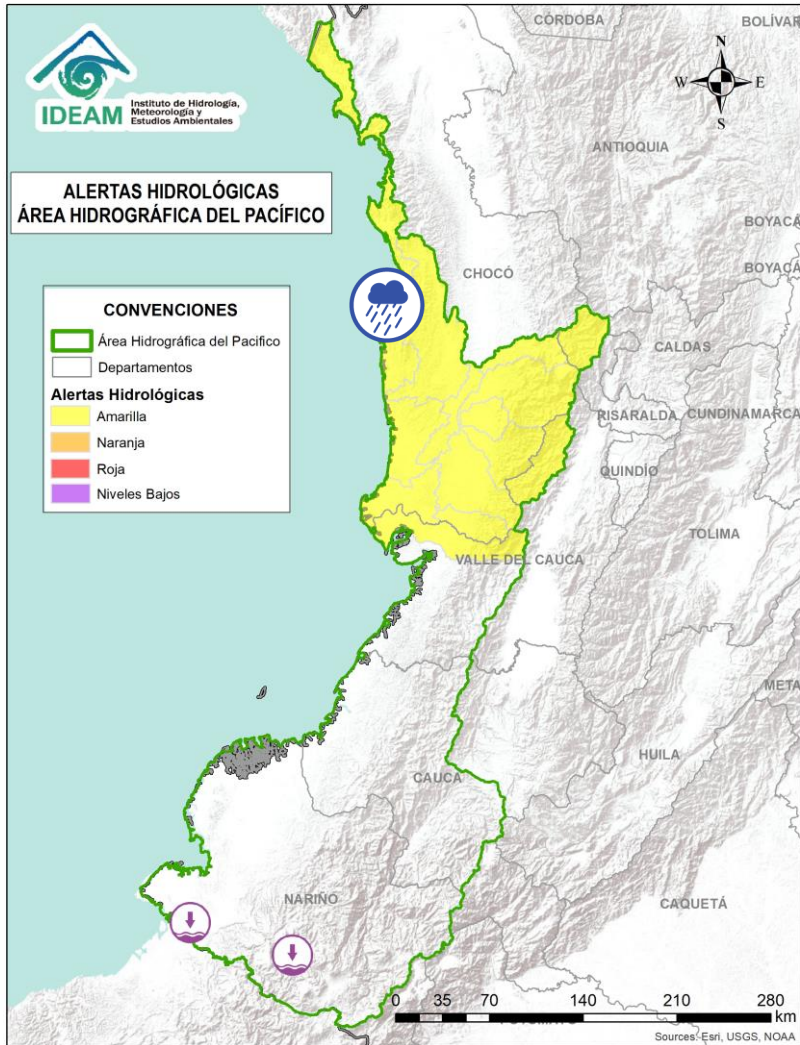 CÓRDOBA
BOLÍVAR
N
W E
S
IDEAM
Instituto de Hidrología,
Meteorología y
Estudios Ambientales
ANTIOQUIA
ALERTAS HIDROLÓGICAS
ÁREA HIDROGRÁFICA DEL PACÍFICO
BOYACÁ
BOYACÁ
CHOCÓ
CONVENCIONES
Área Hidrográfica del Pacifico
Departamentos
Alertas Hidrológicas
Amarilla
Naranja
Roja
Niveles Bajos
CALDAS
RISARALDA
CUNDINAMARCA
QUINDÍO
TOLIMA
VALLE DEL CAUCA
META
HUILA
CAUCA
NARIÑO
CAQUETÁ
0 35 70 140 210 280
km
Sources: Esri, USGS, NOAA